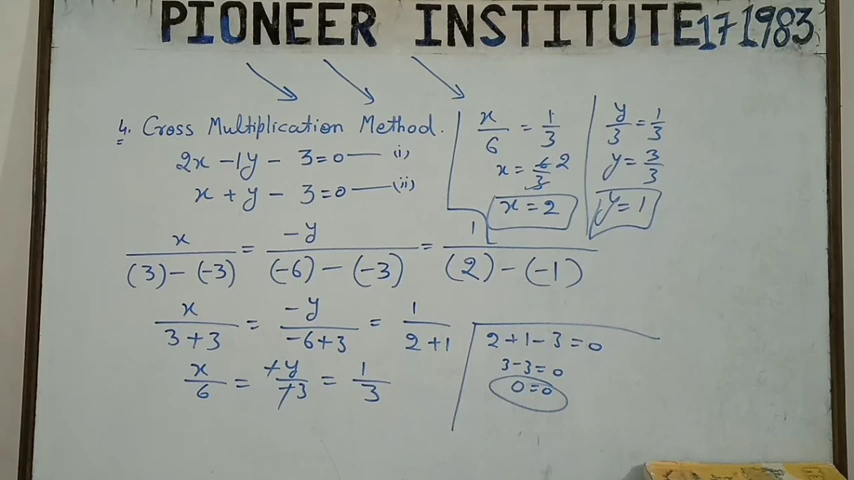 PIONEER INSTITUTE 17 1983
4. Cross Multiplication Method.
2x - 1y - 3 = 0 — (i)
x + y - 3 = 0 — (ii)
x/(3) - (-3) = -y/(-6) - (-3) = 1/(2) - (-1)
x/3+3 = -y/-6+3 = 1/2+1
x/6 = +y/+3 = 1/3
x/6 = 1/3
x = 6/3 2
x = 2
y/3 = 1/3
y = 3/3
y = 1
2+1-3=0
3-3=0
0=0